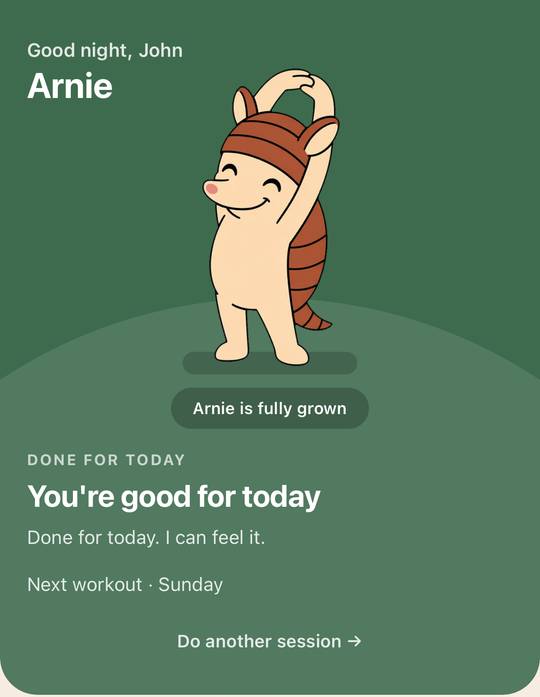 Good night, John
Arnie
Arnie is fully grown
DONE FOR TODAY
You're good for today
Done for today. I can feel it.
Next workout · Sunday
Do another session →